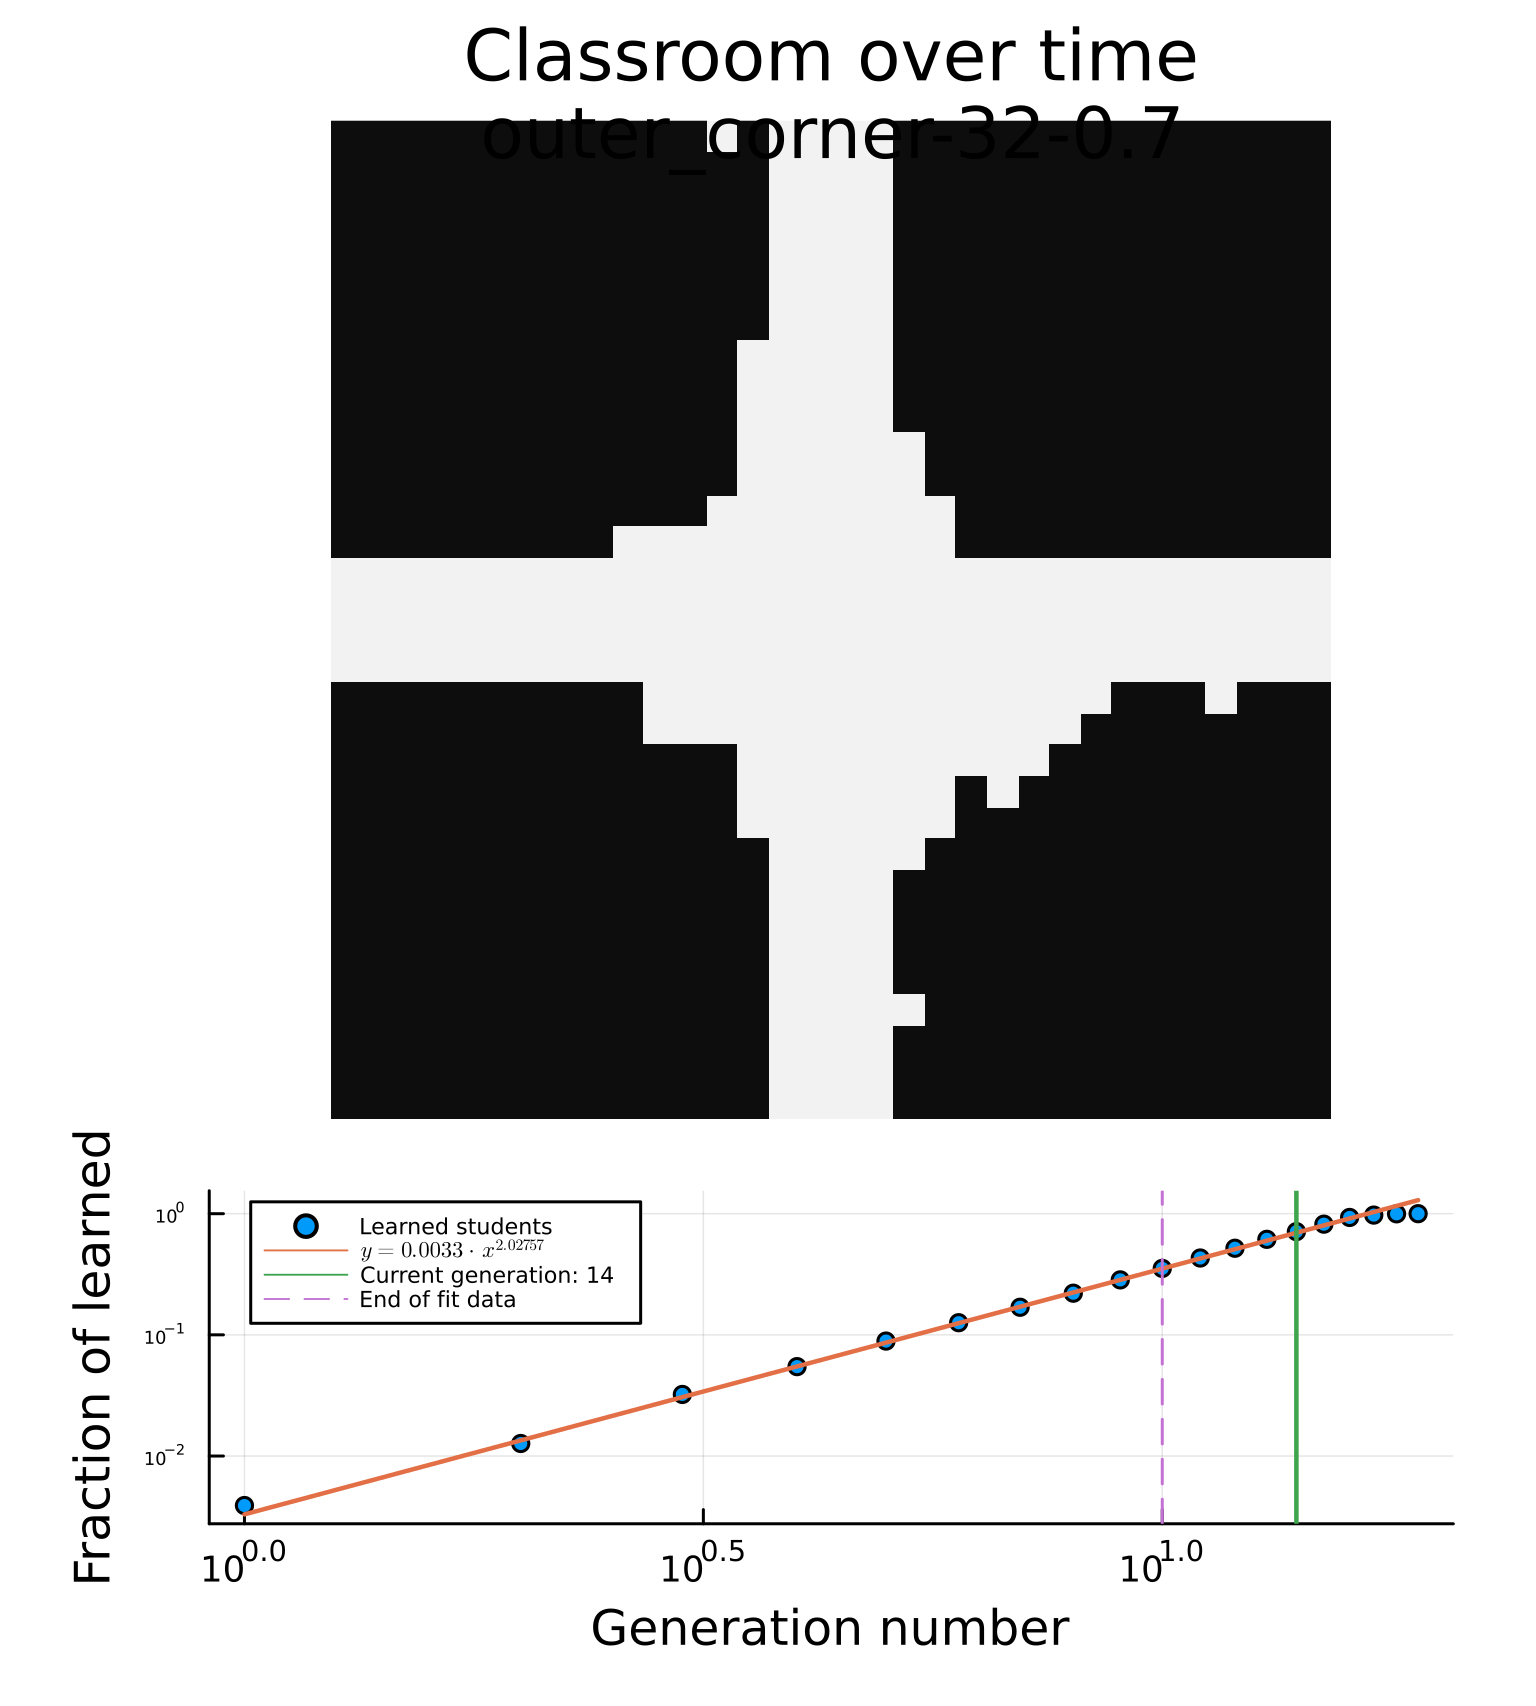 Classroom over time
outer_corner-32-0.7
Fraction of learned
10⁰
10⁻¹
10⁻²
Learned students
y = 0.0033 · x^2.02757
Current generation: 14
End of fit data
10^0.0
10^0.5
10^1.0
Generation number